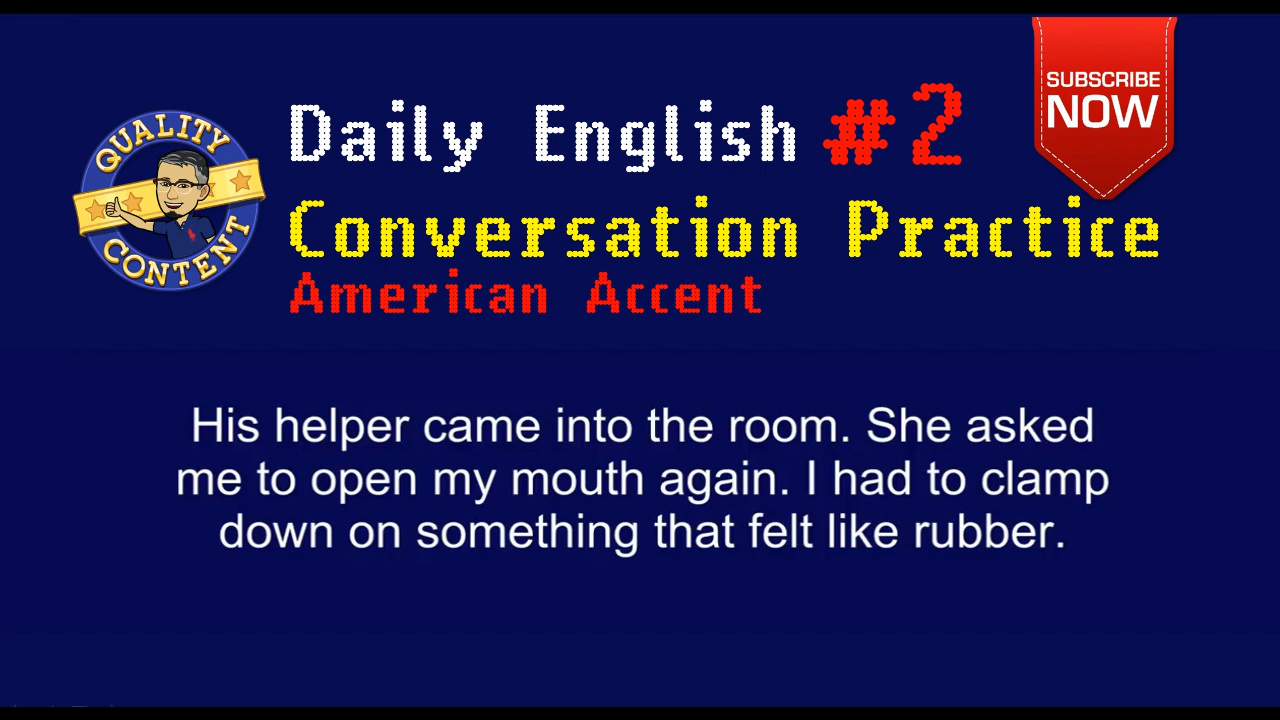 QUALITY
CONTENT
Daily English #2
SUBSCRIBE
NOW
Conversation Practice
American Accent
His helper came into the room. She asked
me to open my mouth again. I had to clamp
down on something that felt like rubber.